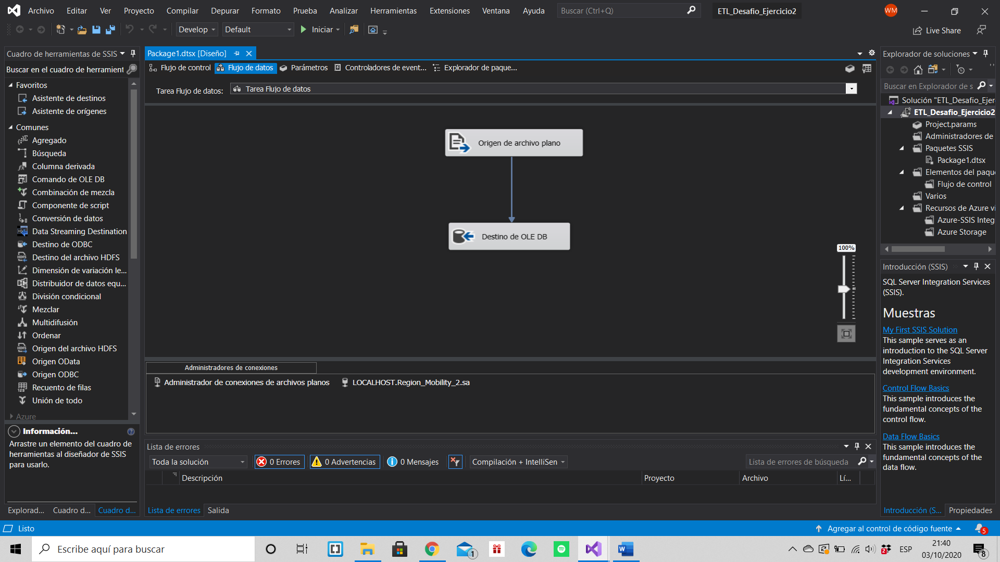 Archivo Editar Ver Proyecto Compilar Depurar Formato Prueba Analizar Herramientas Extensiones Ventana Ayuda Buscar (Ctrl+Q) ETL_Desafio_Ejercicio2 WM
Develop Default Iniciar Live Share
Cuadro de herramientas de SSIS
Buscar en el cuadro de herramient
Favoritos
Asistente de destinos
Asistente de orígenes
Comunes
Agregado
Búsqueda
Columna derivada
Comando de OLE DB
Combinación de mezcla
Componente de script
Conversión de datos
Data Streaming Destination
Destino de ODBC
Destino del archivo HDFS
Dimensión de variación le...
Distribuidor de datos equ...
División condicional
Mezclar
Multidifusión
Ordenar
Origen del archivo HDFS
Origen OData
Origen ODBC
Recuento de filas
Unión de todo
Azure
Información...
Arrastre un elemento del cuadro de
herramientas al diseñador de SSIS
para usarlo.
Explorad... Cuadro d... Cuadro d...
Package1.dtsx [Diseño]
Flujo de control Flujo de datos Parámetros Controladores de event... Explorador de paque...
Tarea Flujo de datos: Tarea Flujo de datos
Origen de archivo plano
Destino de OLE DB
100%
Administradores de conexiones
Administrador de conexiones de archivos planos LOCALHOST.Region_Mobility_2.sa
Lista de errores
Toda la solución 0 Errores 0 Advertencias 0 Mensajes Compilación + IntelliSen Lista de errores de búsqueda
Descripción Proyecto Archivo Lí...
Lista de errores Salida
Explorador de soluciones
Buscar en Explorador de s
Solución "ETL_Desafio_Ejer
ETL_Desafio_Ejercicio2
Project.params
Administradores de
Paquetes SSIS
Package1.dtsx
Elementos del paqu
Flujo de control
Varios
Recursos de Azure vi
Azure-SSIS Integ
Azure Storage
Introducción (SSIS)
SQL Server Integration Services
(SSIS).
Muestras
My First SSIS Solution
This sample serves as an
introduction to the SQL Server
Integration Services
development environment.
Control Flow Basics
This sample introduces the
fundamental concepts of the
control flow.
Data Flow Basics
This sample introduces the
fundamental concepts of the
data flow.
Introducción (S... Propiedades
Listo Agregar al control de código fuente 5
Escribe aquí para buscar 1 2 ESP 21:40
03/10/2020 8